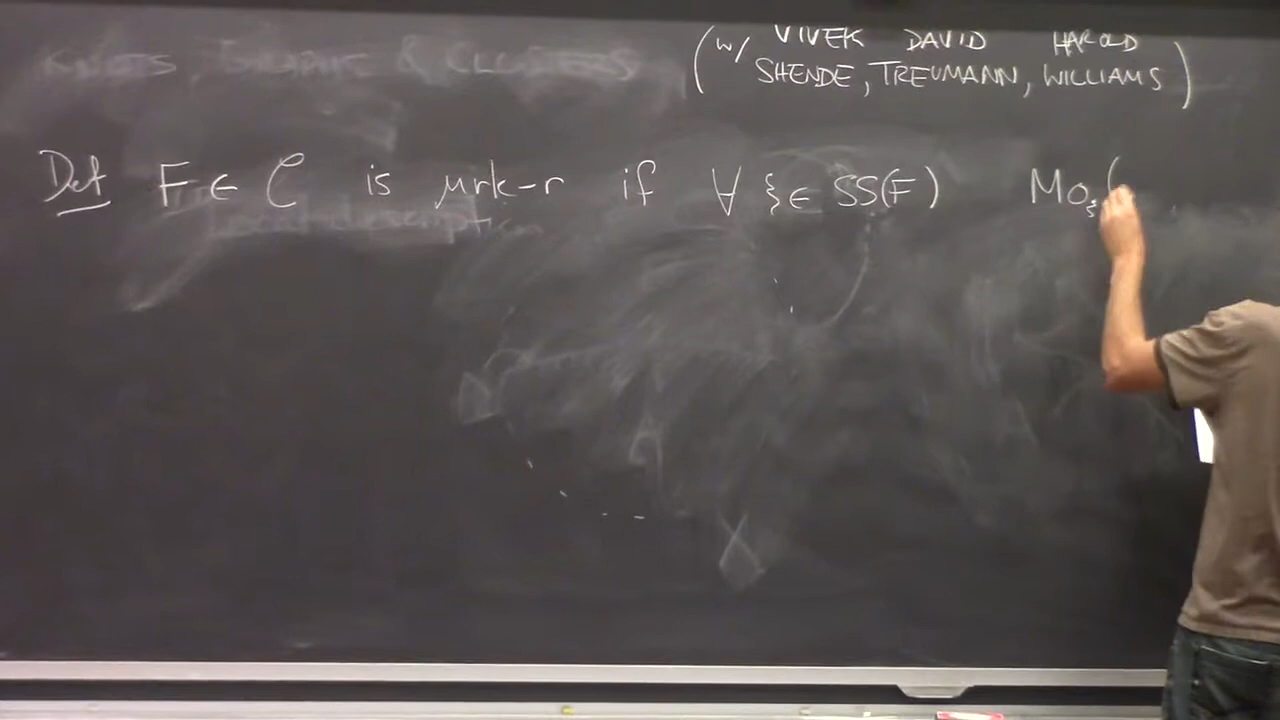 (w/ VIVEK DAVID HAROLD
SHENDE, TREUMANN, WILLIAMS)
Def F ∈ C is μrk-r if ∀ ξ ∈ SS(F) Mo_ξ(